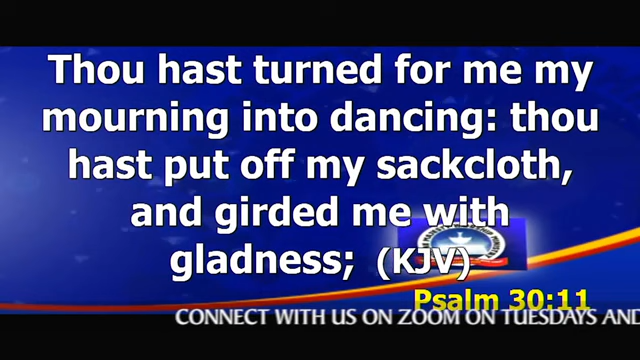 Thou hast turned for me my
mourning into dancing: thou
hast put off my sackcloth,
and girded me with
gladness; (KJV)
Psalm 30:11
CONNECT WITH US ON ZOOM ON TUESDAYS AND